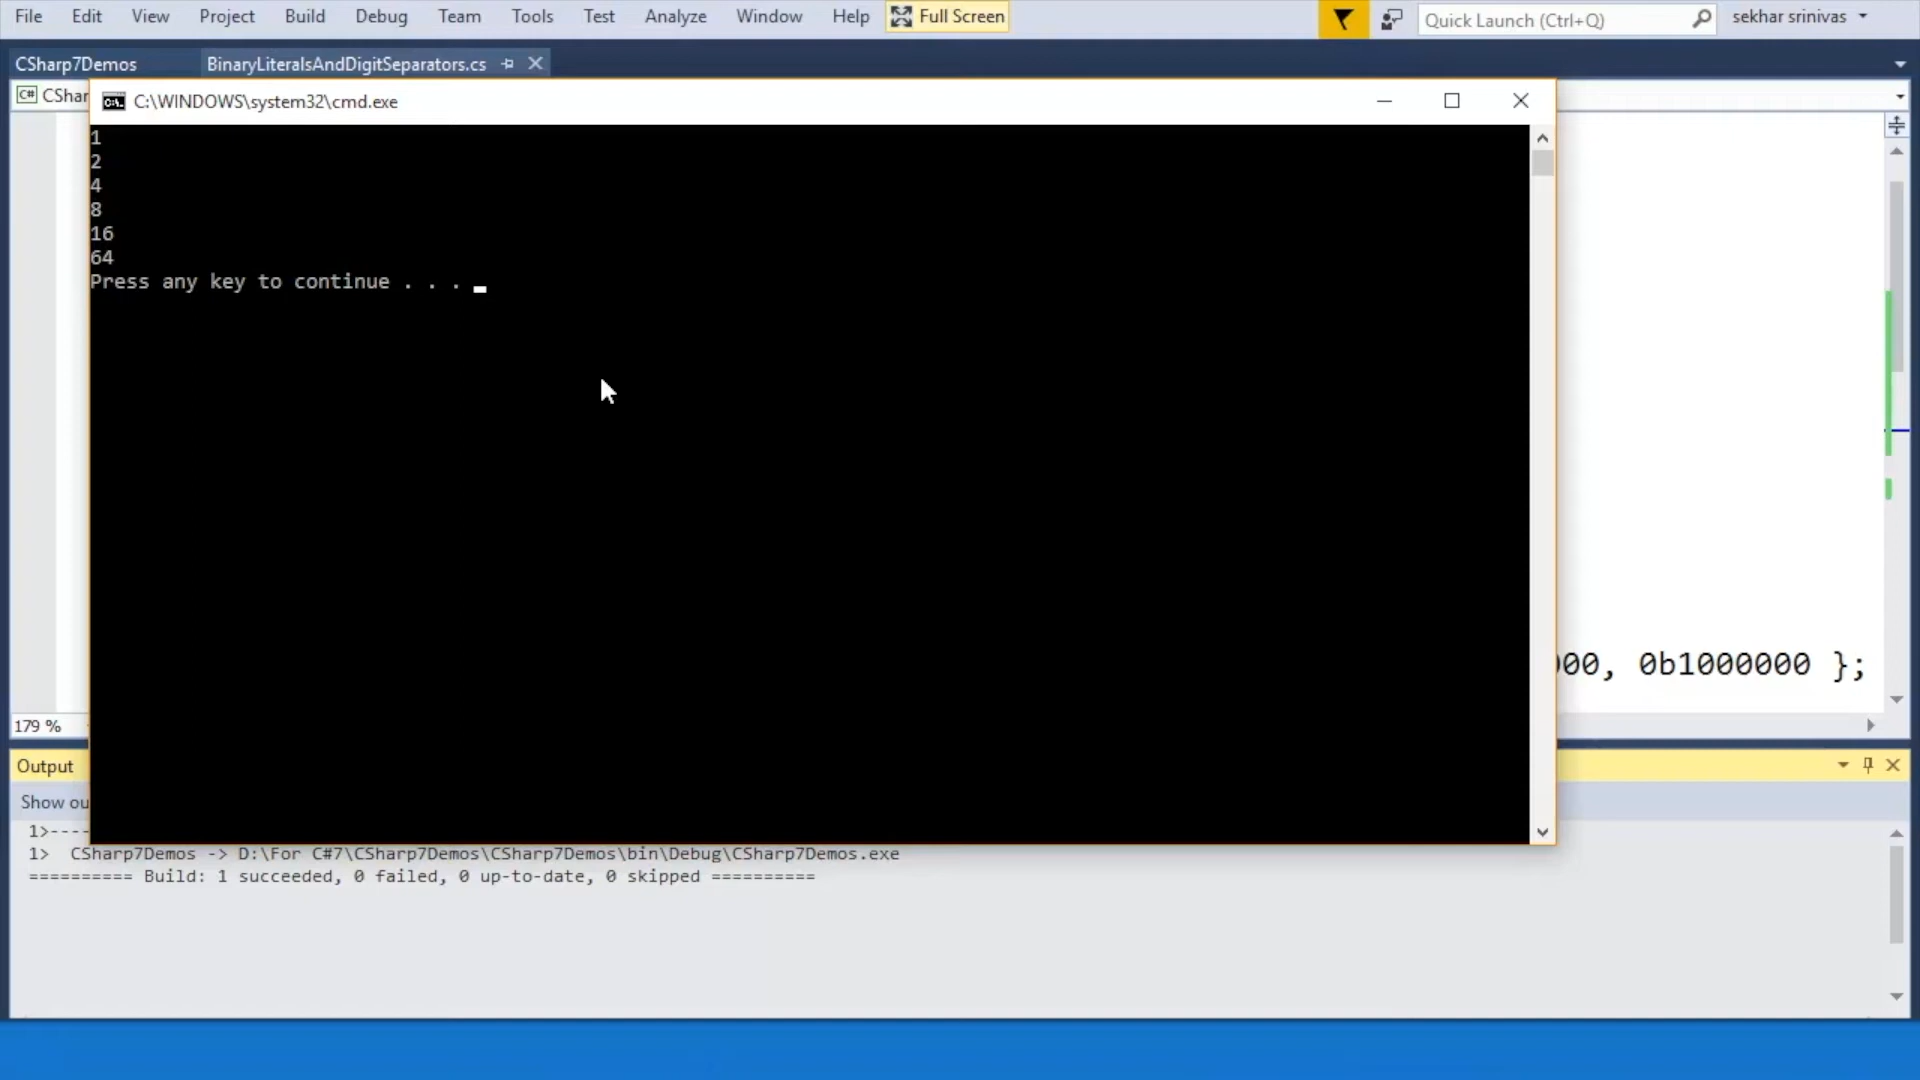 File Edit View Project Build Debug Team Tools Test Analyze Window Help Full Screen Quick Launch (Ctrl+Q) sekhar srinivas
CSharp7Demos BinaryLiteralsAndDigitSeparators.cs
C# CShar
C:\WINDOWS\system32\cmd.exe
1
2
4
8
16
64
Press any key to continue . . .
00, 0b1000000 };
179 %
Output
Show ou
1>----
1> CSharp7Demos -> D:\For C#7\CSharp7Demos\CSharp7Demos\bin\Debug\CSharp7Demos.exe
========== Build: 1 succeeded, 0 failed, 0 up-to-date, 0 skipped ==========